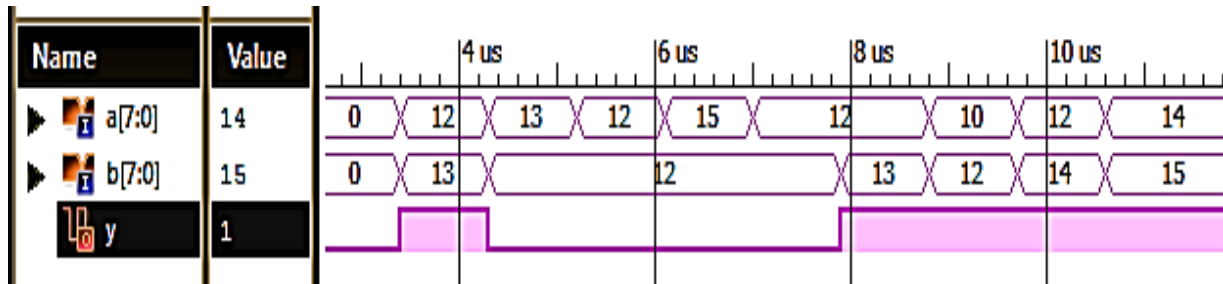 Name Value 4 us 6 us 8 us 10 us
a[7:0] 14 0 12 13 12 15 12 10 12 14
b[7:0] 15 0 13 12 13 12 14 15
y 1